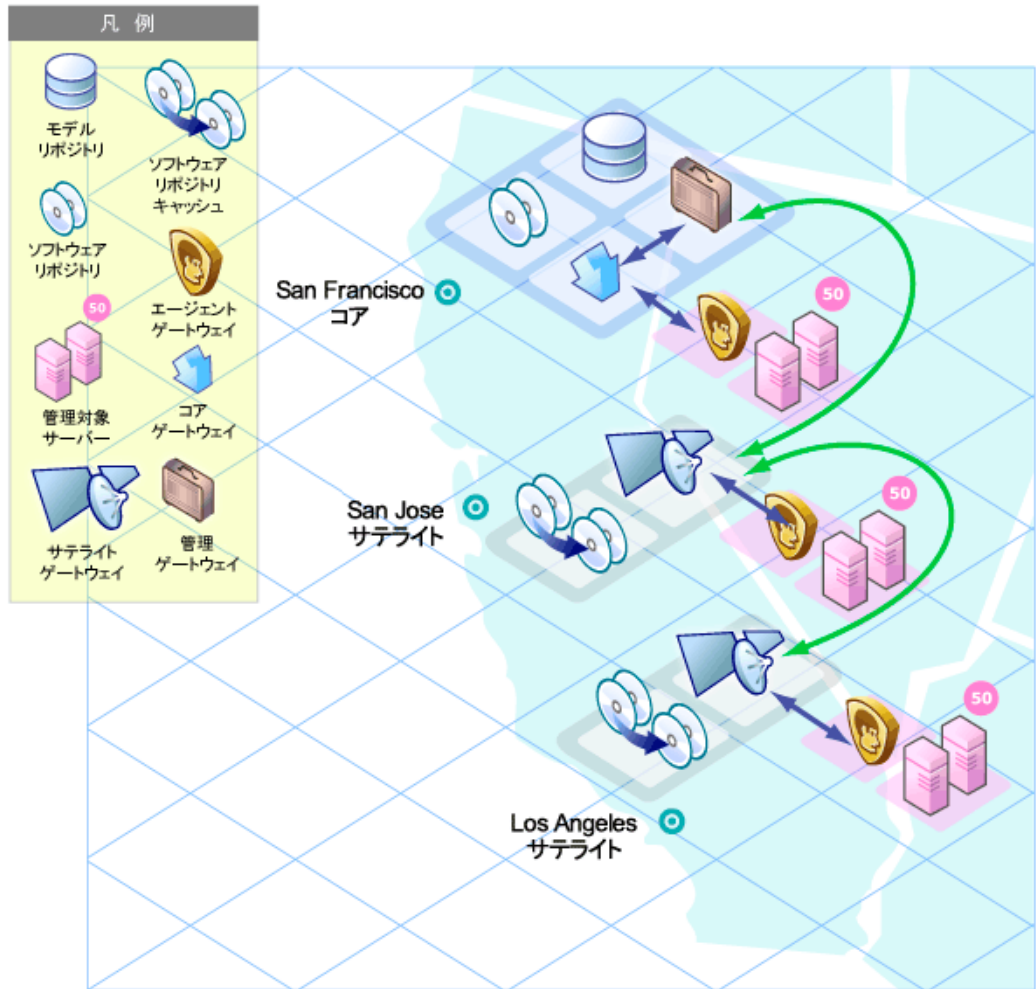 凡 例
モデル
リポジトリ
ソフトウェア
リポジトリ
キャッシュ
ソフトウェア
リポジトリ
エージェント
ゲートウェイ
50
管理対象
サーバー
コア
ゲートウェイ
サテライト
ゲートウェイ
管理
ゲートウェイ
San Francisco
コア
50
San Jose
サテライト
50
Los Angeles
サテライト
50